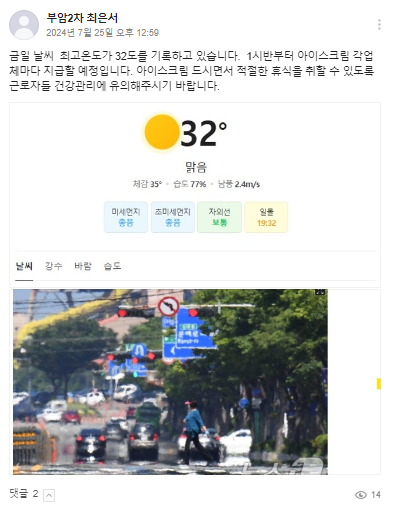 부암2차 최은서
2024년 7월 25일 오후 12:59
금일 날씨  최고온도가 32도를 기록하고 있습니다.  1시반부터 아이스크림 각업
체마다 지급할 예정입니다. 아이스크림 드시면서 적절한 휴식을 취할 수 있도록
근로자들 건강관리에 유의해주시기 바랍니다.
32°
맑음
체감 35° 습도 77% 남풍 2.4m/s
미세먼지 초미세먼지 자외선 일몰
좋음 좋음 보통 19:32
날씨 강수 바람 습도
댓글 2
14